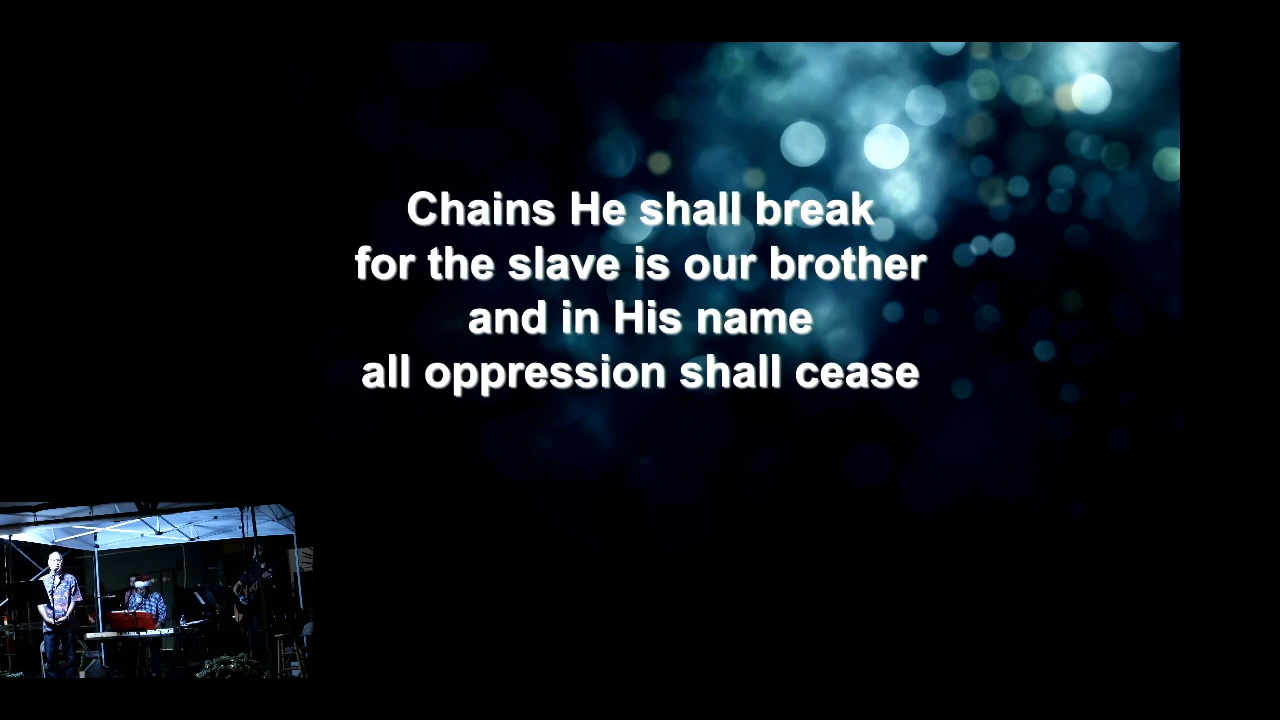 Chains He shall break
for the slave is our brother
and in His name
all oppression shall cease